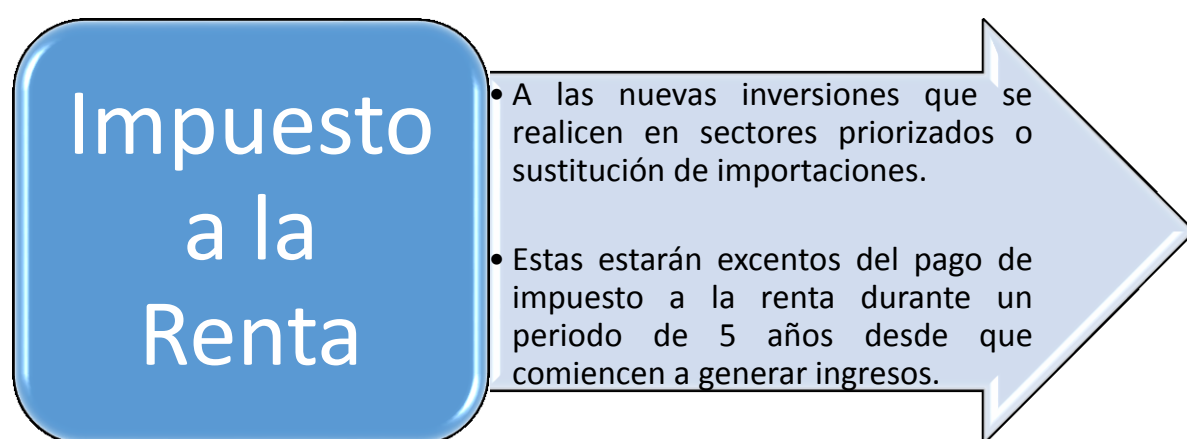 Impuesto
a la
Renta
• A las nuevas inversiones que se
realicen en sectores priorizados o
sustitución de importaciones.
• Estas estarán excentos del pago de
impuesto a la renta durante un
periodo de 5 años desde que
comiencen a generar ingresos.